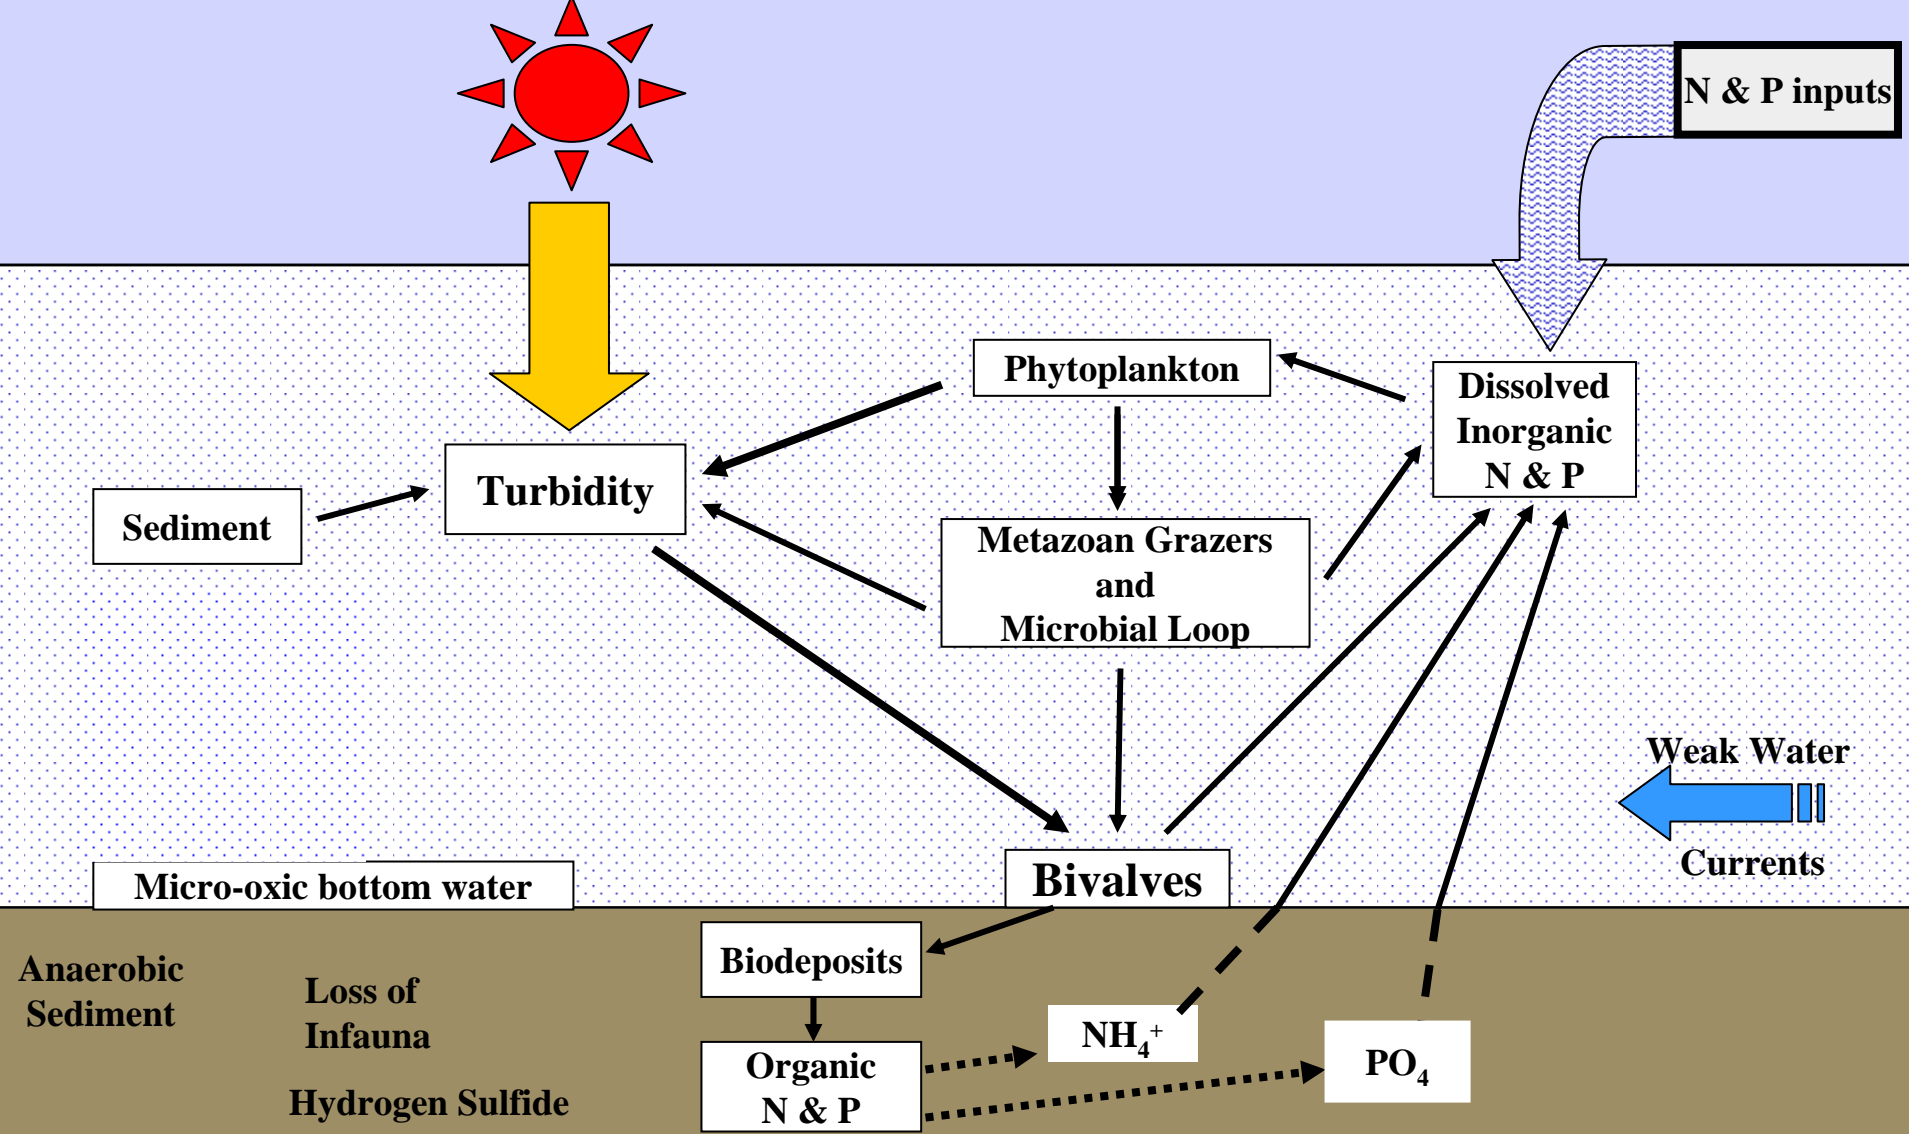 N & P inputs
Phytoplankton
Dissolved
Inorganic
N & P
Turbidity
Sediment
Metazoan Grazers
and
Microbial Loop
Weak Water
Currents
Bivalves
Micro-oxic bottom water
Anaerobic
Sediment
Loss of
Infauna
Hydrogen Sulfide
Biodeposits
Organic
N & P
NH₄⁺
PO₄